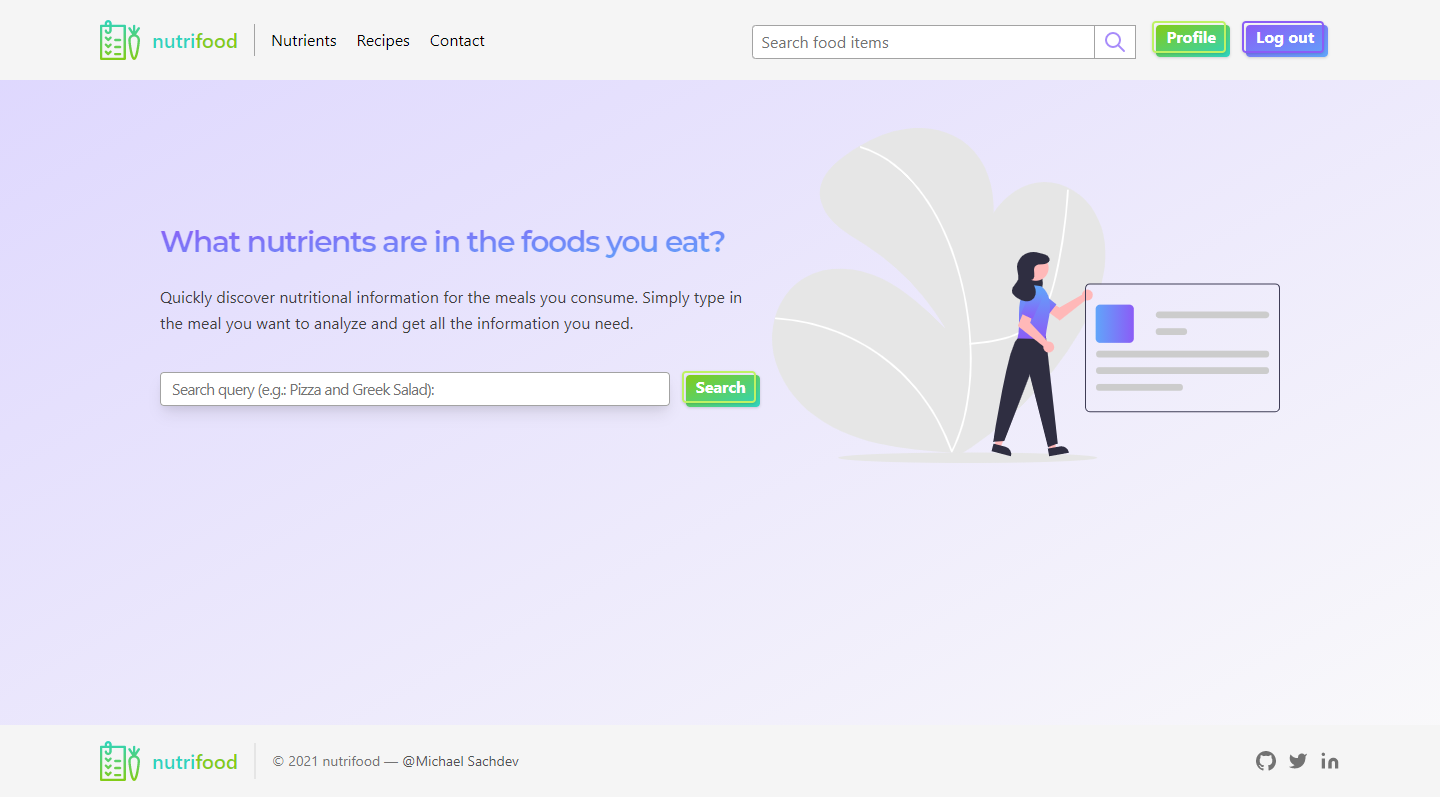 nutrifood
Nutrients Recipes Contact
Search food items
Profile
Log out
What nutrients are in the foods you eat?
Quickly discover nutritional information for the meals you consume. Simply type in
the meal you want to analyze and get all the information you need.
Search query (e.g.: Pizza and Greek Salad):
Search
nutrifood
© 2021 nutrifood — @Michael Sachdev